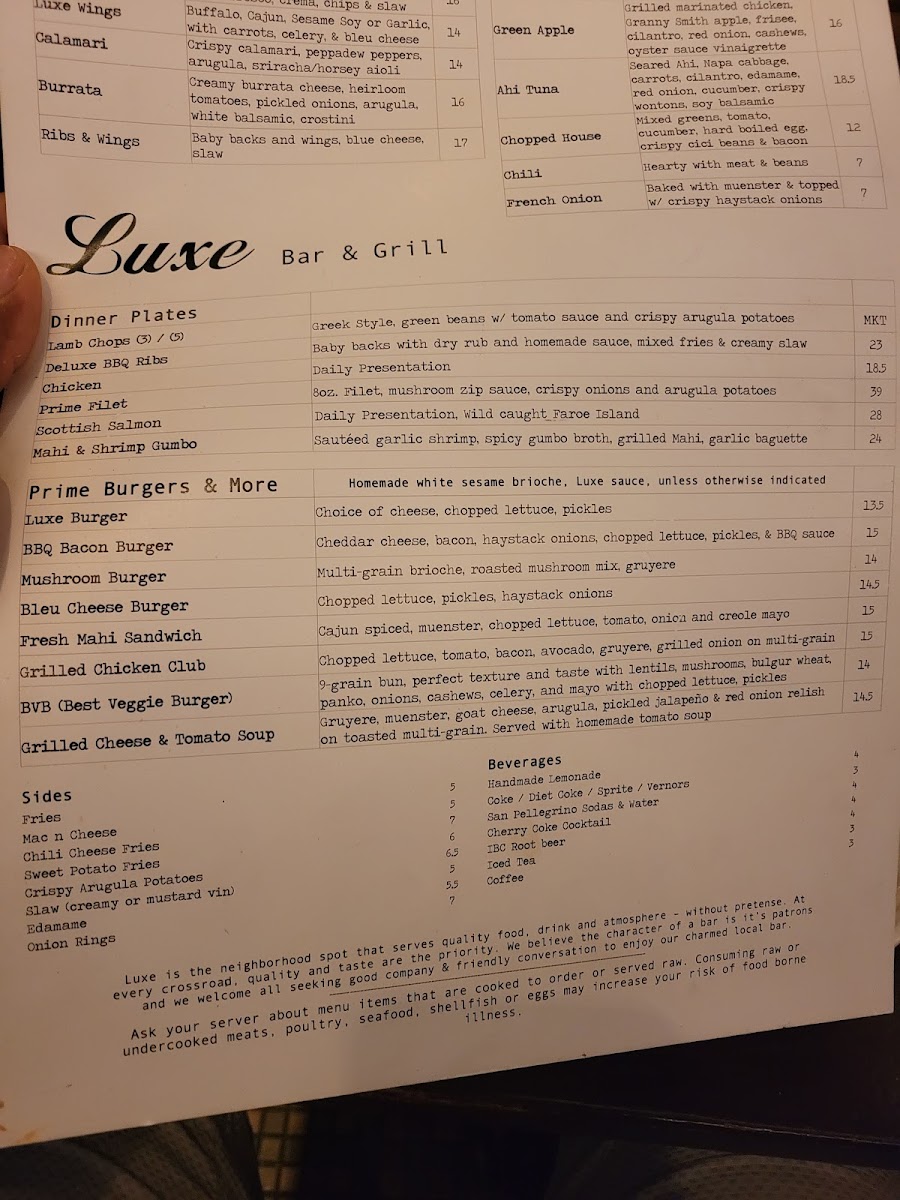 crema, chips & slaw
Luxe Wings
Buffalo, Cajun, Sesame Soy or Garlic,
with carrots, celery, & bleu cheese
14
Calamari
Crispy calamari, peppadew peppers,
arugula, sriracha/horsey aioli
14
Burrata
Creamy burrata cheese, heirloom
tomatoes, pickled onions, arugula,
white balsamic, crostini
16
Ribs & Wings
Baby backs and wings, blue cheese,
slaw
17
Green Apple
Grilled marinated chicken,
Granny Smith apple, frisee,
cilantro, red onion, cashews,
oyster sauce vinaigrette
16
Ahi Tuna
Seared Ahi, Napa cabbage,
carrots, cilantro, edamame,
red onion, cucumber, crispy
wontons, soy balsamic
18.5
Chopped House
Mixed greens, tomato,
cucumber, hard boiled egg,
crispy cici beans & bacon
12
Chili
Hearty with meat & beans
7
French Onion
Baked with muenster & topped
w/ crispy haystack onions
7
Luxe Bar & Grill
Dinner Plates
Lamb Chops (3) / (5) Greek Style, green beans w/ tomato sauce and crispy arugula potatoes MKT
Deluxe BBQ Ribs Baby backs with dry rub and homemade sauce, mixed fries & creamy slaw 23
Chicken Daily Presentation 18.5
Prime Filet 8oz. Filet, mushroom zip sauce, crispy onions and arugula potatoes 39
Scottish Salmon Daily Presentation, Wild caught Faroe Island 28
Mahi & Shrimp Gumbo Sautéed garlic shrimp, spicy gumbo broth, grilled Mahi, garlic baguette 24
Prime Burgers & More Homemade white sesame brioche, Luxe sauce, unless otherwise indicated
Luxe Burger Choice of cheese, chopped lettuce, pickles 13.5
BBQ Bacon Burger Cheddar cheese, bacon, haystack onions, chopped lettuce, pickles, & BBQ sauce 15
Mushroom Burger Multi-grain brioche, roasted mushroom mix, gruyere 14
Bleu Cheese Burger Chopped lettuce, pickles, haystack onions 14.5
Fresh Mahi Sandwich Cajun spiced, muenster, chopped lettuce, tomato, onion and creole mayo 15
Grilled Chicken Club Chopped lettuce, tomato, bacon, avocado, gruyere, grilled onion on multi-grain 15
BVB (Best Veggie Burger) 9-grain bun, perfect texture and taste with lentils, mushrooms, bulgur wheat,
panko, onions, cashews, celery, and mayo with chopped lettuce, pickles 14
Grilled Cheese & Tomato Soup Gruyere, muenster, goat cheese, arugula, pickled jalapeño & red onion relish
on toasted multi-grain. Served with homemade tomato soup 14.5
Sides
Fries 5
Mac n Cheese 5
Chili Cheese Fries 7
Sweet Potato Fries 6
Crispy Arugula Potatoes 6.5
Slaw (creamy or mustard vin) 5
Edamame 5.5
Onion Rings 7
Beverages
Handmade Lemonade 4
Coke / Diet Coke / Sprite / Vernors 3
San Pellegrino Sodas & Water 4
Cherry Coke Cocktail 4
IBC Root beer 4
Iced Tea 3
Coffee 3
Luxe is the neighborhood spot that serves quality food, drink and atmosphere - without pretense. At
every crossroad, quality and taste are the priority. We believe the character of a bar is it's patrons
and we welcome all seeking good company & friendly conversation to enjoy our charmed local bar.
Ask your server about menu items that are cooked to order or served raw. Consuming raw or
undercooked meats, poultry, seafood, shellfish or eggs may increase your risk of food borne
illness.